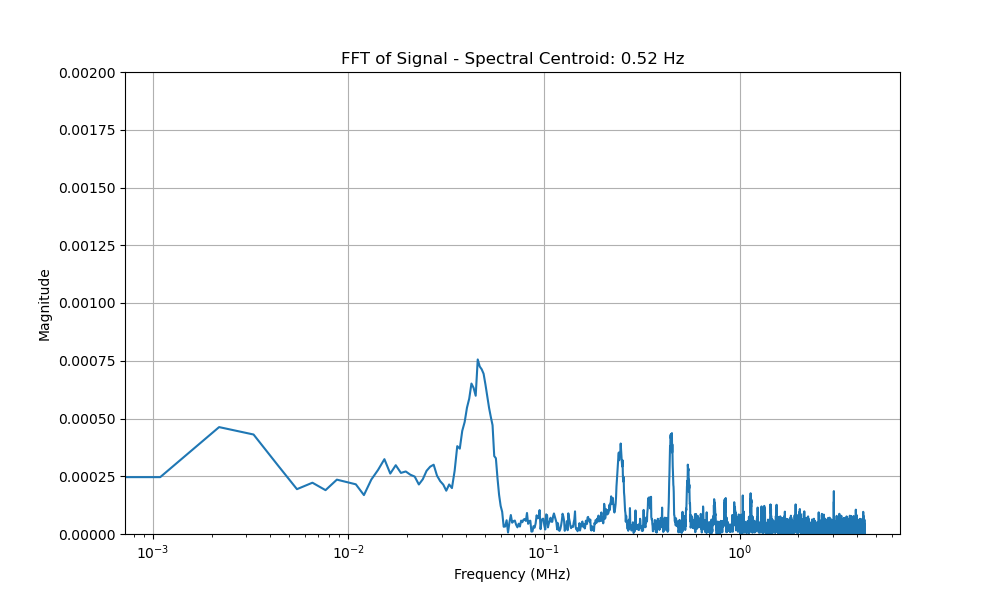 FFT of Signal - Spectral Centroid: 0.52 Hz
0.00200
0.00175
0.00150
0.00125
0.00100
0.00075
0.00050
0.00025
0.00000
Magnitude
10⁻³ 10⁻² 10⁻¹ 10⁰
Frequency (MHz)